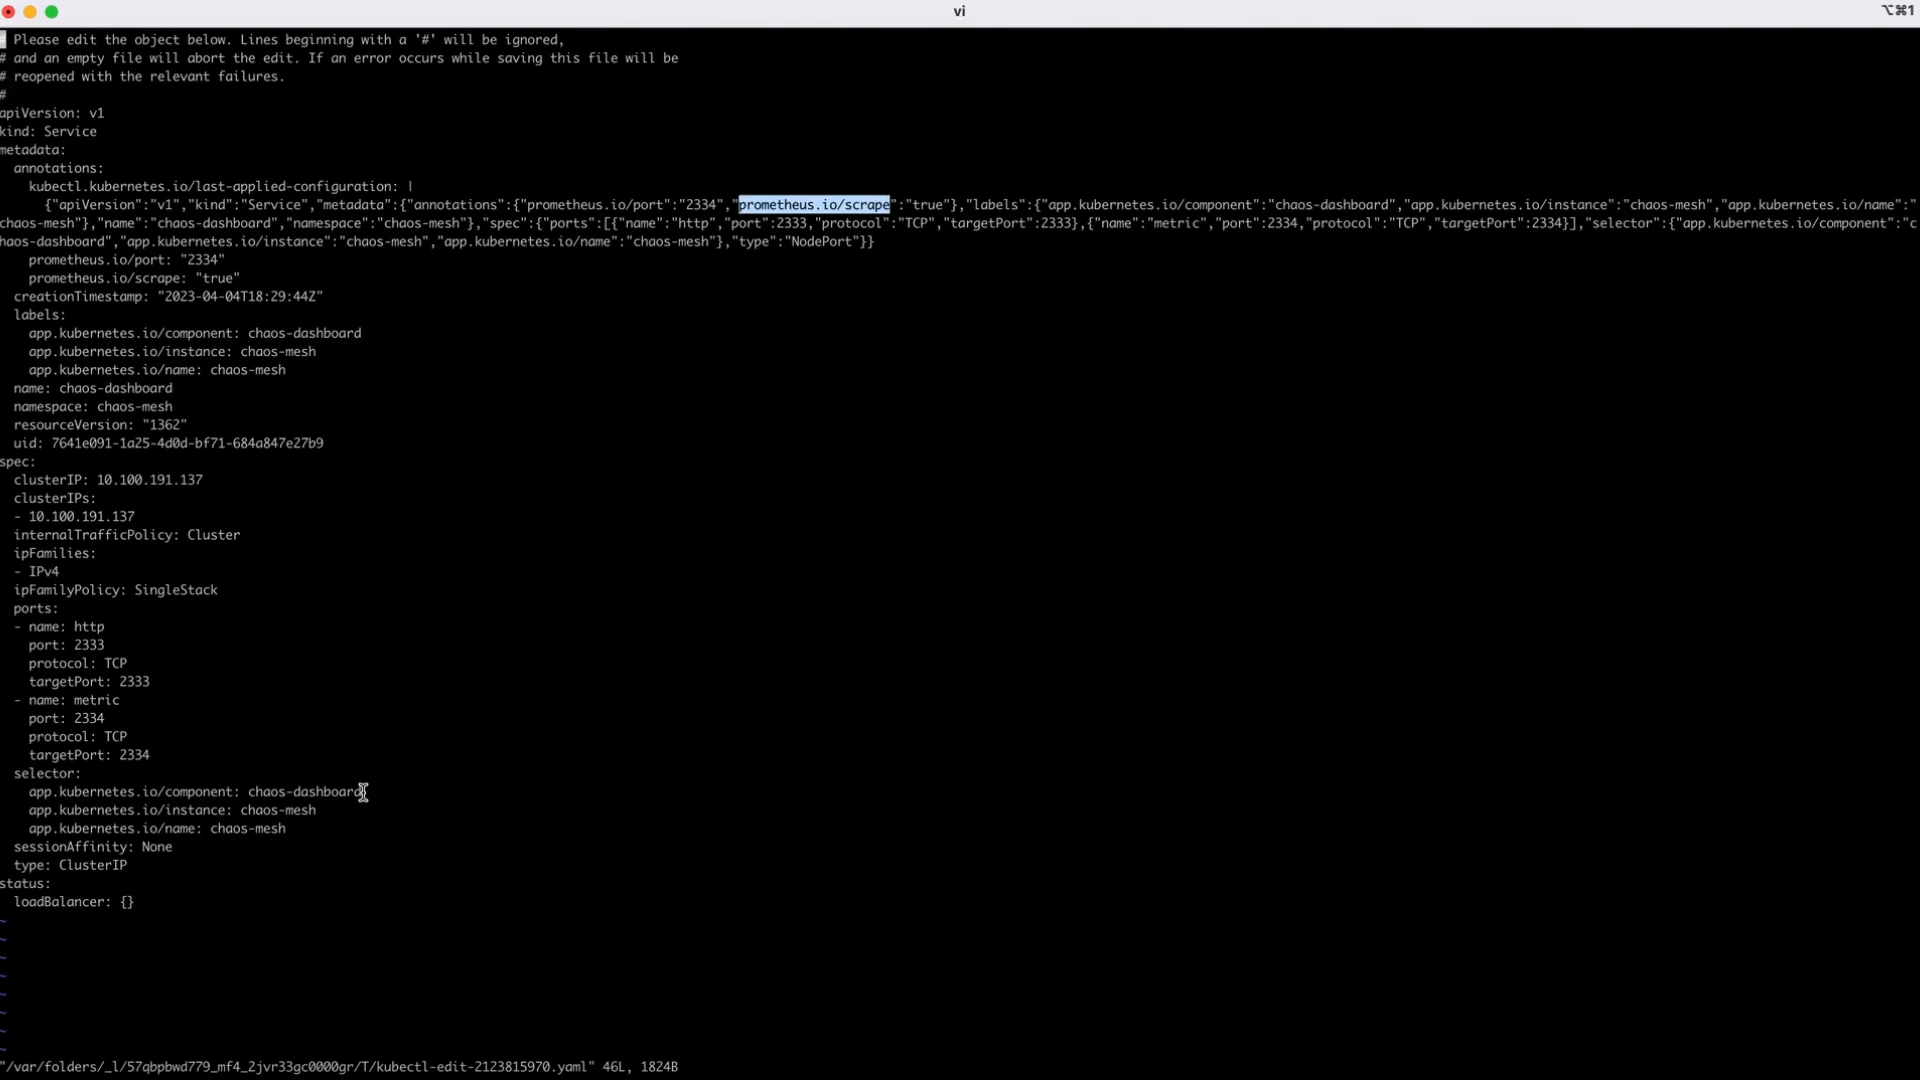 vi
⌥⌘1
# Please edit the object below. Lines beginning with a '#' will be ignored,
# and an empty file will abort the edit. If an error occurs while saving this file will be
# reopened with the relevant failures.
#
apiVersion: v1
kind: Service
metadata:
  annotations:
    kubectl.kubernetes.io/last-applied-configuration: |
      {"apiVersion":"v1","kind":"Service","metadata":{"annotations":{"prometheus.io/port":"2334","prometheus.io/scrape":"true"},"labels":{"app.kubernetes.io/component":"chaos-dashboard","app.kubernetes.io/instance":"chaos-mesh","app.kubernetes.io/name":"
chaos-mesh"},"name":"chaos-dashboard","namespace":"chaos-mesh"},"spec":{"ports":[{"name":"http","port":2333,"protocol":"TCP","targetPort":2333},{"name":"metric","port":2334,"protocol":"TCP","targetPort":2334}],"selector":{"app.kubernetes.io/component":"c
haos-dashboard","app.kubernetes.io/instance":"chaos-mesh","app.kubernetes.io/name":"chaos-mesh"},"type":"NodePort"}}
    prometheus.io/port: "2334"
    prometheus.io/scrape: "true"
  creationTimestamp: "2023-04-04T18:29:44Z"
  labels:
    app.kubernetes.io/component: chaos-dashboard
    app.kubernetes.io/instance: chaos-mesh
    app.kubernetes.io/name: chaos-mesh
  name: chaos-dashboard
  namespace: chaos-mesh
  resourceVersion: "1362"
  uid: 7641e091-1a25-4d0d-bf71-684a847e27b9
spec:
  clusterIP: 10.100.191.137
  clusterIPs:
  - 10.100.191.137
  internalTrafficPolicy: Cluster
  ipFamilies:
  - IPv4
  ipFamilyPolicy: SingleStack
  ports:
  - name: http
    port: 2333
    protocol: TCP
    targetPort: 2333
  - name: metric
    port: 2334
    protocol: TCP
    targetPort: 2334
  selector:
    app.kubernetes.io/component: chaos-dashboard
    app.kubernetes.io/instance: chaos-mesh
    app.kubernetes.io/name: chaos-mesh
  sessionAffinity: None
  type: ClusterIP
status:
  loadBalancer: {}
~
~
~
~
~
~
~
~
"/var/folders/_l/57qbpbwd779_mf4_2jvr33gc0000gr/T/kubectl-edit-2123815970.yaml" 46L, 1824B